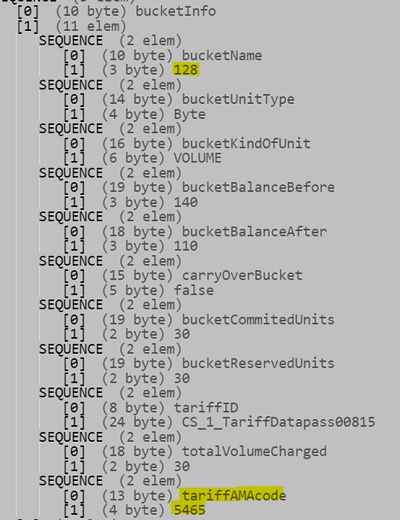 [0] (10 byte) bucketInfo
[1] (11 elem)
SEQUENCE (2 elem)
[0] (10 byte) bucketName
[1] (3 byte) 128
SEQUENCE (2 elem)
[0] (14 byte) bucketUnitType
[1] (4 byte) Byte
SEQUENCE (2 elem)
[0] (16 byte) bucketKindOfUnit
[1] (6 byte) VOLUME
SEQUENCE (2 elem)
[0] (19 byte) bucketBalanceBefore
[1] (3 byte) 140
SEQUENCE (2 elem)
[0] (18 byte) bucketBalanceAfter
[1] (3 byte) 110
SEQUENCE (2 elem)
[0] (15 byte) carryOverBucket
[1] (5 byte) false
SEQUENCE (2 elem)
[0] (19 byte) bucketCommitedUnits
[1] (2 byte) 30
SEQUENCE (2 elem)
[0] (19 byte) bucketReservedUnits
[1] (2 byte) 30
SEQUENCE (2 elem)
[0] (8 byte) tariffID
[1] (24 byte) CS_1_TariffDatapass00815
SEQUENCE (2 elem)
[0] (18 byte) totalVolumeCharged
[1] (2 byte) 30
SEQUENCE (2 elem)
[0] (13 byte) tariffAMAcode
[1] (4 byte) 5465